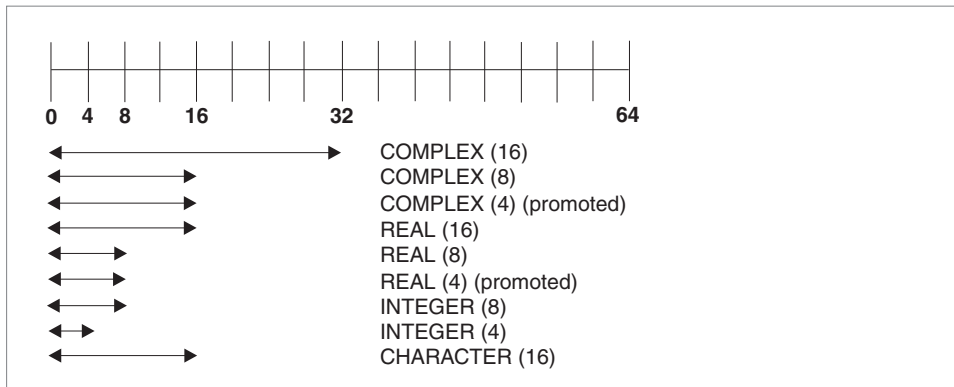 0 4 8 16 32 64
COMPLEX (16)
COMPLEX (8)
COMPLEX (4) (promoted)
REAL (16)
REAL (8)
REAL (4) (promoted)
INTEGER (8)
INTEGER (4)
CHARACTER (16)